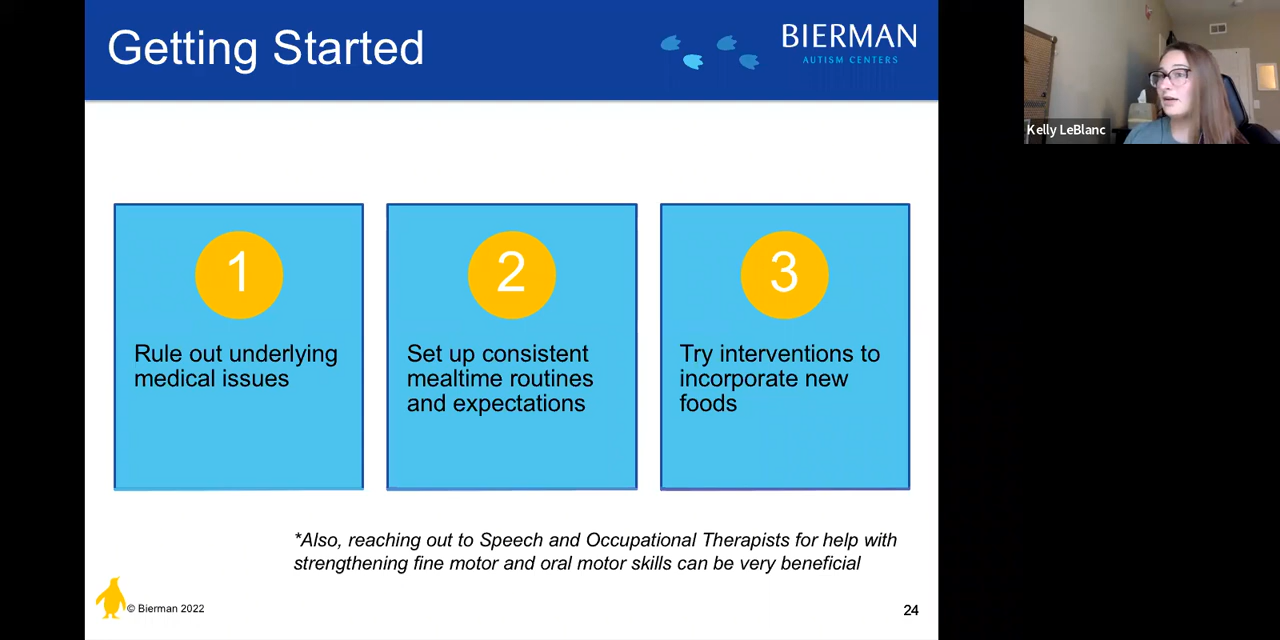 Getting Started
BIERMAN
AUTISM CENTERS
Kelly LeBlanc
1
Rule out underlying
medical issues
2
Set up consistent
mealtime routines
and expectations
3
Try interventions to
incorporate new
foods
*Also, reaching out to Speech and Occupational Therapists for help with
strengthening fine motor and oral motor skills can be very beneficial
© Bierman 2022
24